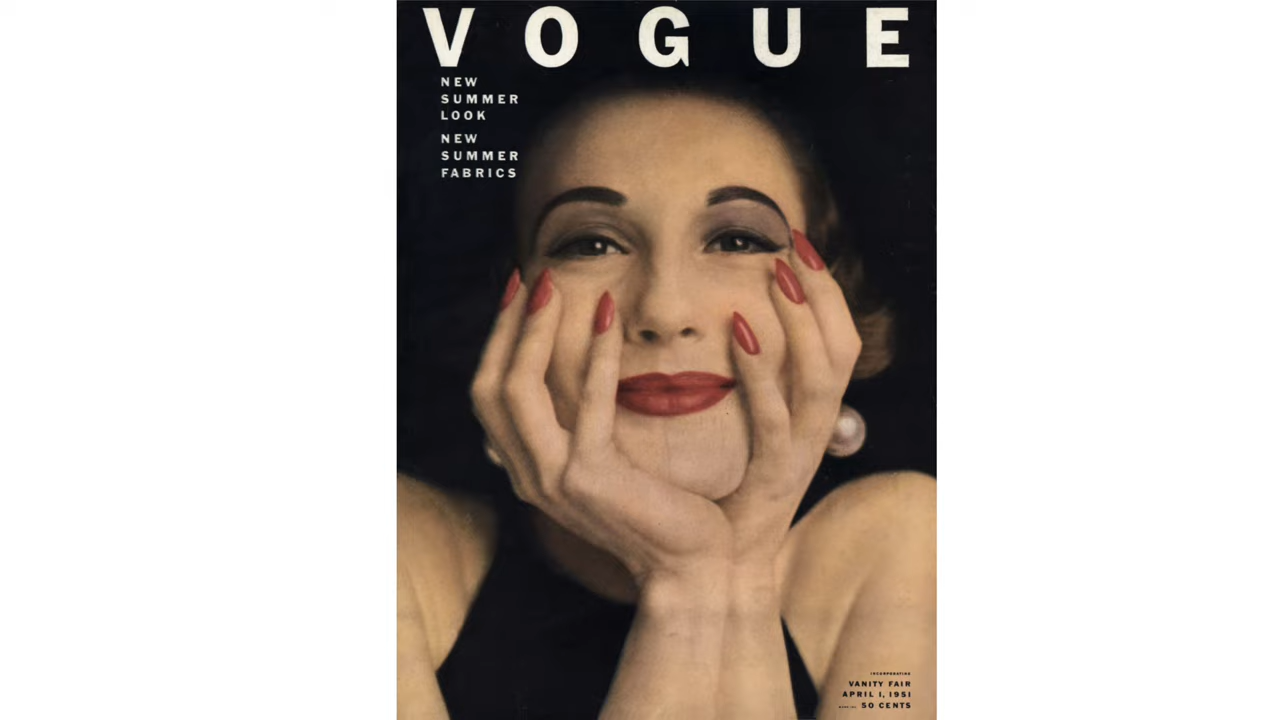 VOGUE
NEW
SUMMER
LOOK
NEW
SUMMER
FABRICS
INCORPORATING
VANITY FAIR
APRIL 1, 1951
50 CENTS